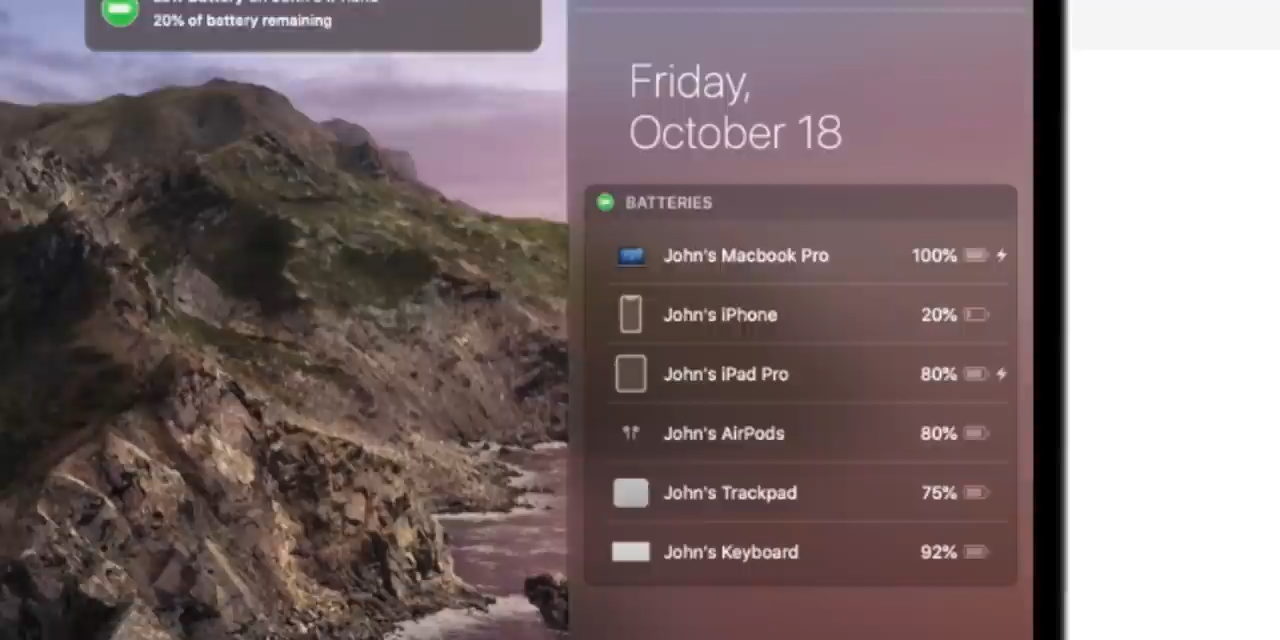 20% of battery remaining
Friday,
October 18
BATTERIES
John's Macbook Pro 100%
John's iPhone 20%
John's iPad Pro 80%
John's AirPods 80%
John's Trackpad 75%
John's Keyboard 92%